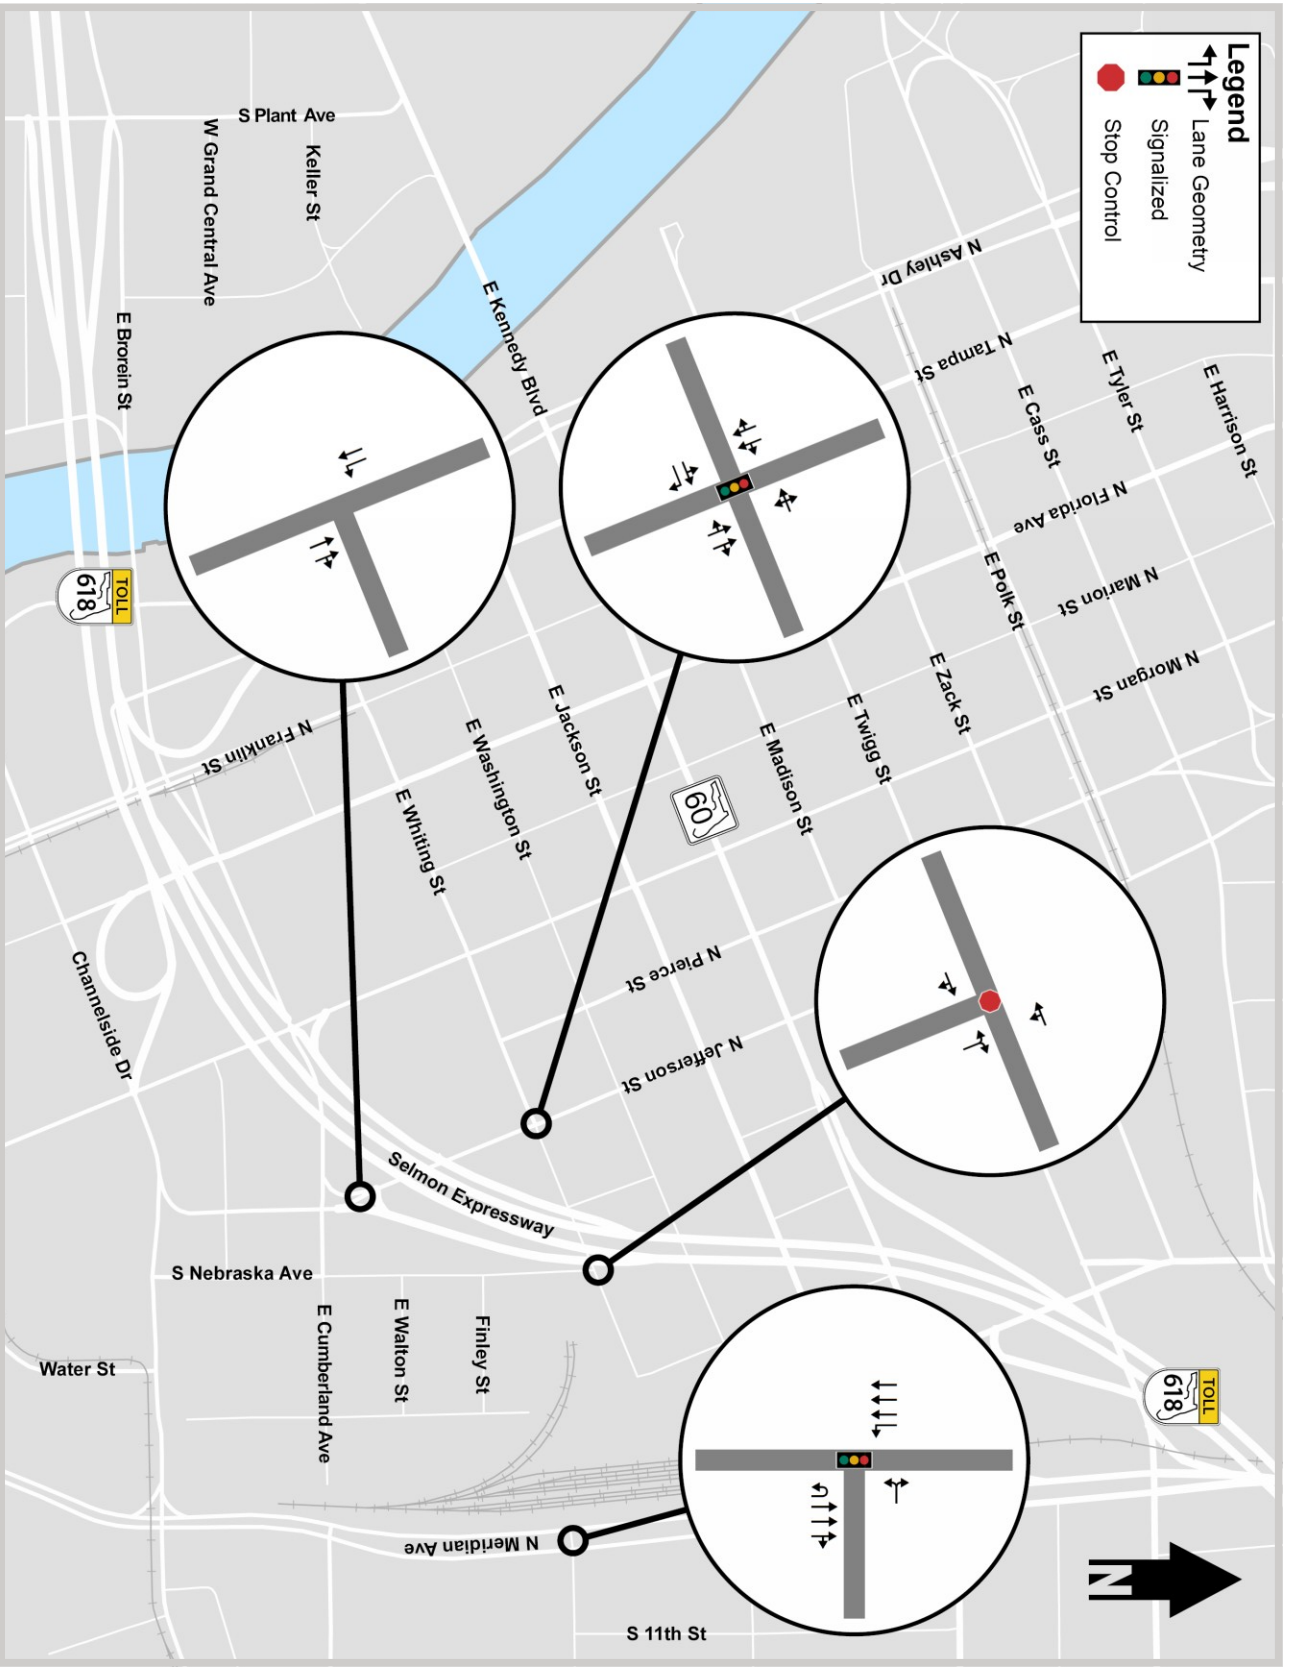 Legend
Lane Geometry
Signalized
Stop Control
S Plant Ave
W Grand Central Ave
Keller St
E Brorein St
E Kennedy Blvd
N Ashley Dr
N Tampa St
E Tyler St
E Harrison St
E Cass St
N Florida Ave
E Polk St
N Marion St
N Morgan St
E Zack St
E Twigg St
E Madison St
E Jackson St
E Washington St
E Whiting St
N Franklin St
TOLL
618
60
N Pierce St
N Jefferson St
Channelside Dr
Selmon Expressway
S Nebraska Ave
E Cumberland Ave
E Walton St
Finley St
Water St
N Meridian Ave
S 11th St
TOLL
618
N